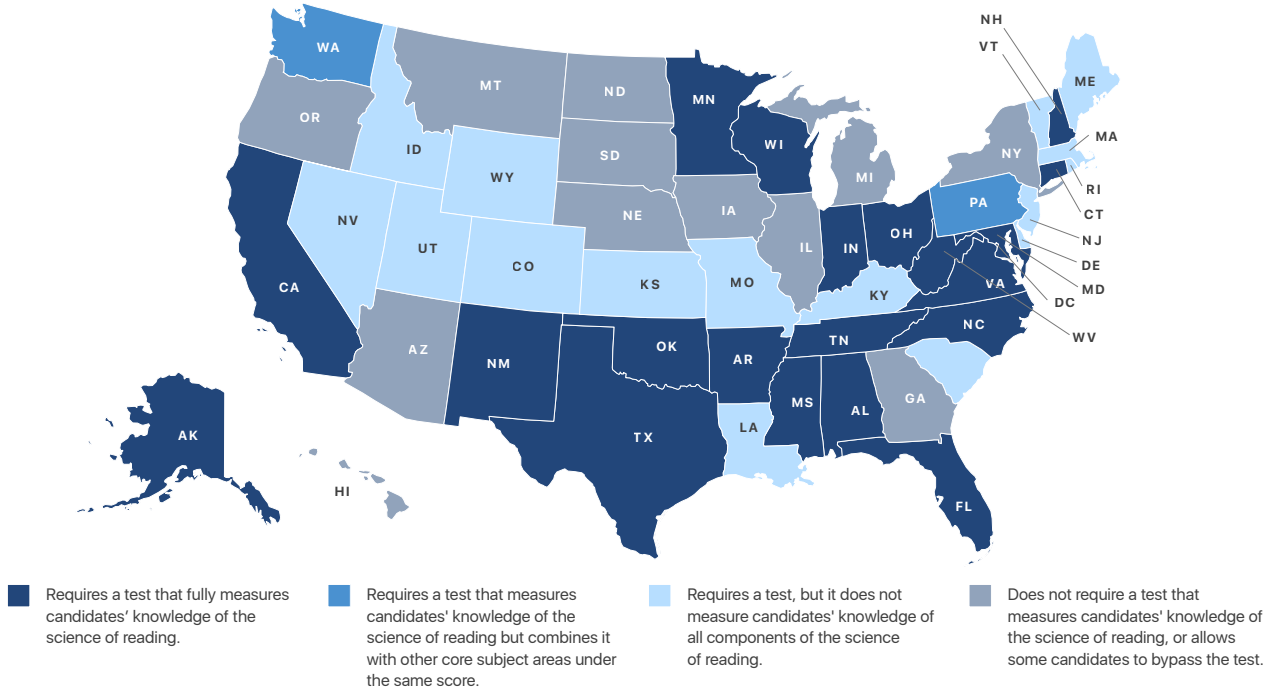 NH
VT
WA
ME
MT
ND
MN
OR
MA
WI
ID
NY
SD
WY
MI
RI
PA
IA
CT
NE
NV
OH
NJ
UT
IN
IL
DE
CO
MO
KS
CA
VA
MD
KY
DC
NC
WV
TN
OK
AZ
AR
NM
GA
MS
AL
LA
AK
TX
HI
FL
Requires a test that fully measures
candidates' knowledge of the
science of reading.
Requires a test that measures
candidates' knowledge of the
science of reading but combines it
with other core subject areas under
the same score.
Requires a test, but it does not
measure candidates' knowledge of
all components of the science
of reading.
Does not require a test that
measures candidates' knowledge of
the science of reading, or allows
some candidates to bypass the test.